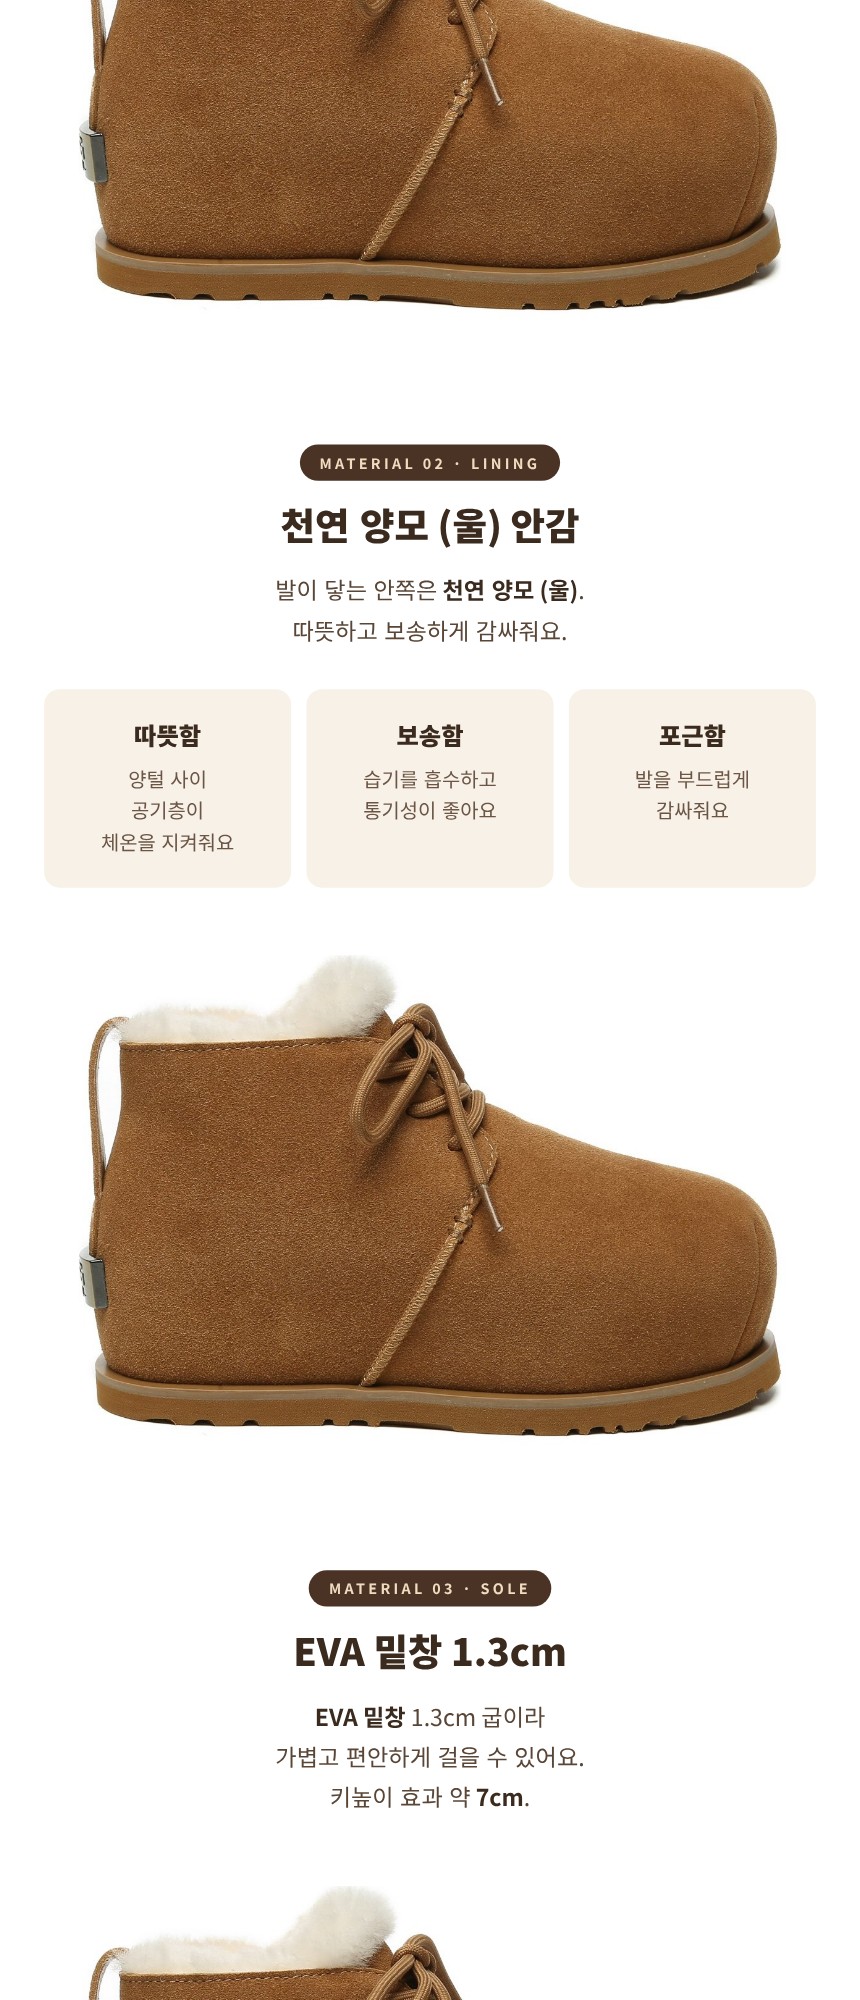 MATERIAL 02 · LINING
천연 양모 (울) 안감
발이 닿는 안쪽은 천연 양모 (울).
따뜻하고 보송하게 감싸줘요.
따뜻함
양털 사이
공기층이
체온을 지켜줘요
보송함
습기를 흡수하고
통기성이 좋아요
포근함
발을 부드럽게
감싸줘요
MATERIAL 03 · SOLE
EVA 밑창 1.3cm
EVA 밑창 1.3cm 굽이라
가볍고 편안하게 걸을 수 있어요.
키높이 효과 약 7cm.